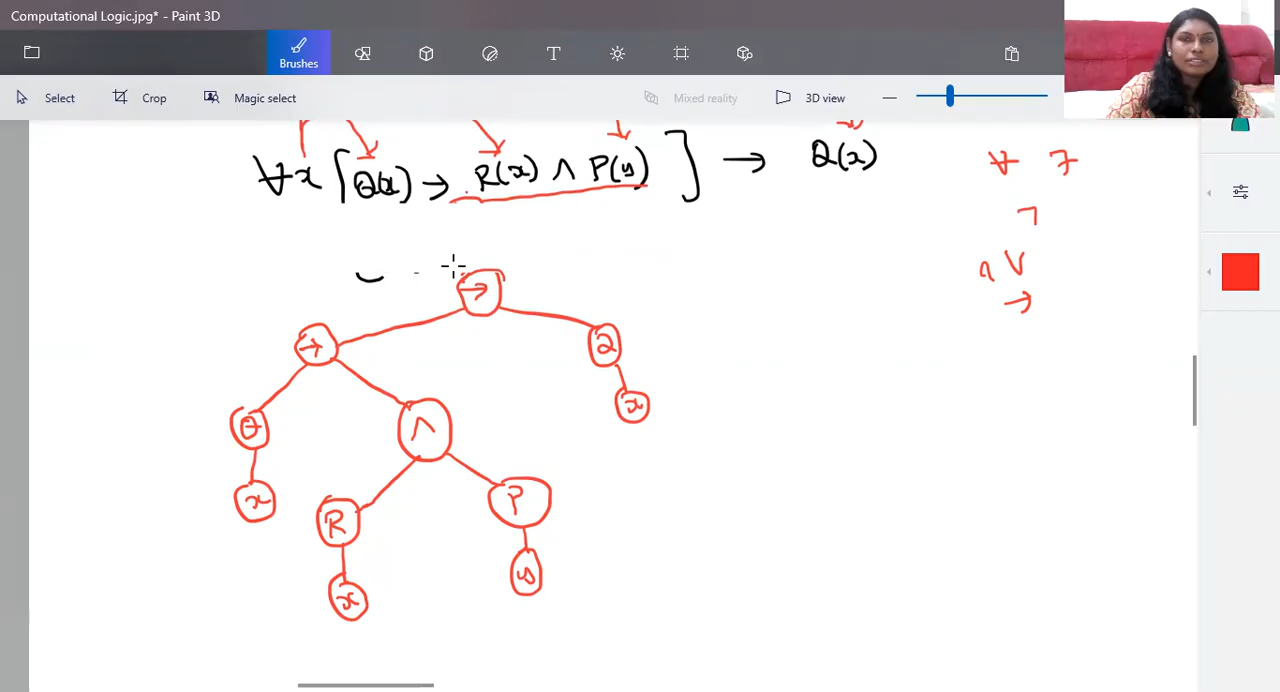 Computational Logic.jpg* - Paint 3D
Brushes
Select Crop Magic select Mixed reality 3D view
∀x [Q(x) → R(x) ∧ P(y) ] → Q(x)
∀ ∃
¬
∧ ∨
→
→
→ Q
x
Q ∧
x R P
x y